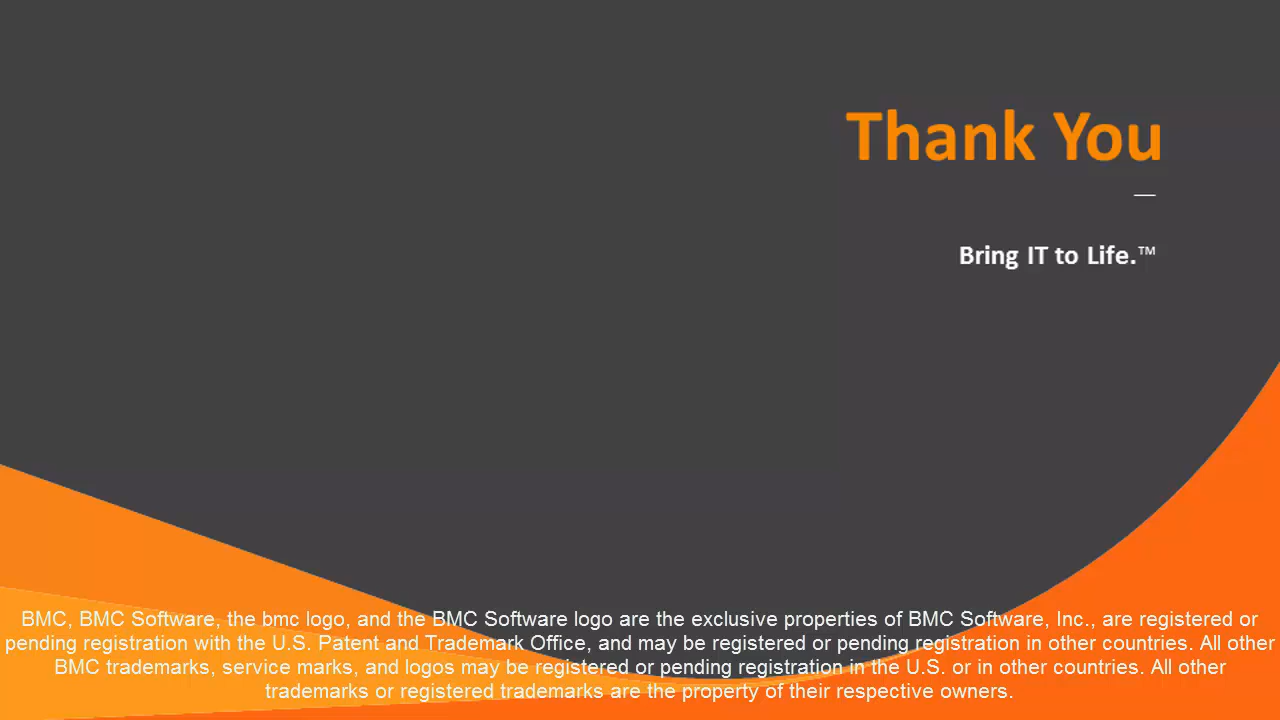 Thank You
—
Bring IT to Life.™
BMC, BMC Software, the bmc logo, and the BMC Software logo are the exclusive properties of BMC Software, Inc., are registered or
pending registration with the U.S. Patent and Trademark Office, and may be registered or pending registration in other countries. All other
BMC trademarks, service marks, and logos may be registered or pending registration in the U.S. or in other countries. All other
trademarks or registered trademarks are the property of their respective owners.